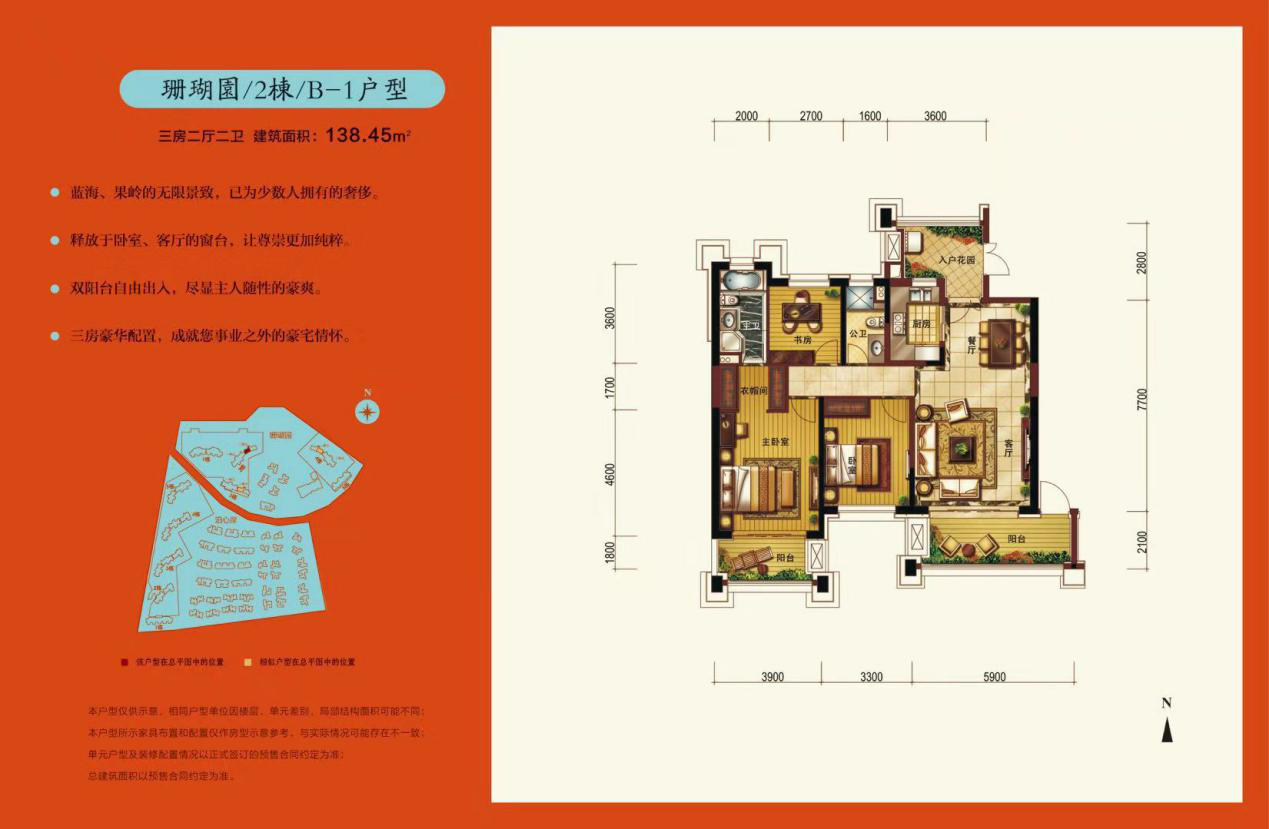 珊瑚園/2棟/B-1户型
三房二厅二卫 建筑面积：138.45m²
蓝海、果岭的无限景致，已为少数人拥有的奢侈。
释放于卧室、客厅的窗台，让尊崇更加纯粹。
双阳台自由出入，尽显主人随性的豪爽。
三房豪华配置，成就您事业之外的豪宅情怀。
N
珊瑚园
该户型在总平图中的位置
相似户型在总平图中的位置
本户型仅供示意，相同户型单位因楼层、单元差别，局部结构面积可能不同；
本户型所示家具布置和配置仅作房型示意参考，与实际情况可能存在不一致；
单元户型及装修配置情况以正式签订的预售合同约定为准；
总建筑面积以预售合同约定为准。
2000 2700 1600 3600
入户花园
2800
3600
主卫
书房
公卫
厨房
餐厅
1700
衣帽间
7700
主卧室
卧室
客厅
4600
1800
阳台
阳台
2100
3900 3300 5900
N